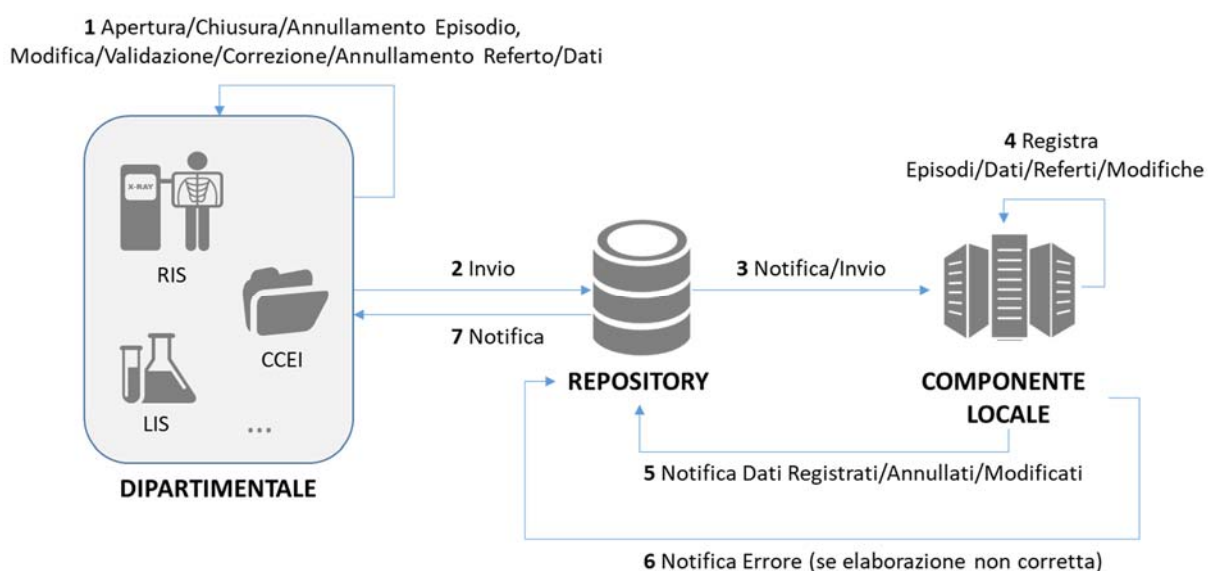 1 Apertura/Chiusura/Annullamento Episodio,
Modifica/Validazione/Correzione/Annullamento Referto/Dati
4 Registra
Episodi/Dati/Referti/Modifiche
X-RAY
RIS
2 Invio
3 Notifica/Invio
CCEI
7 Notifica
REPOSITORY
COMPONENTE
LOCALE
LIS
...
5 Notifica Dati Registrati/Annullati/Modificati
DIPARTIMENTALE
6 Notifica Errore (se elaborazione non corretta)